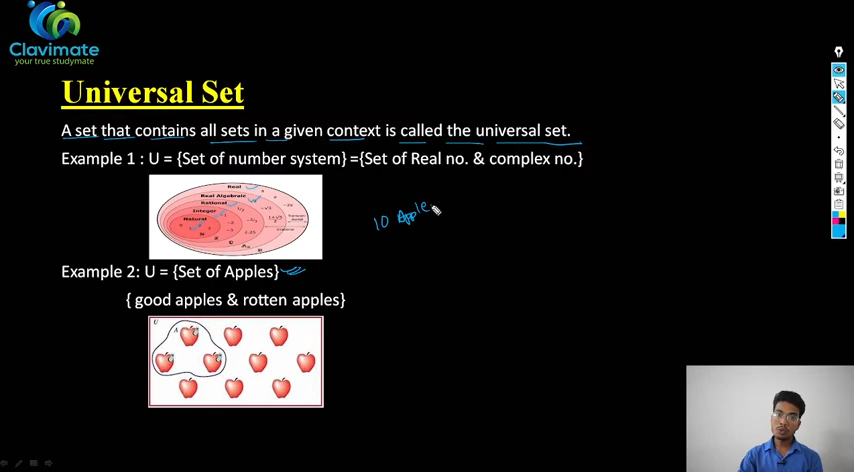 Clavimate
your true studymate
Universal Set
A set that contains all sets in a given context is called the universal set.
Example 1 : U = {Set of number system} ={Set of Real no. & complex no.}
Real
Real Algebraic
Rational
Integer
Natural
10 Apple
Example 2: U = {Set of Apples}
{ good apples & rotten apples}
U
A